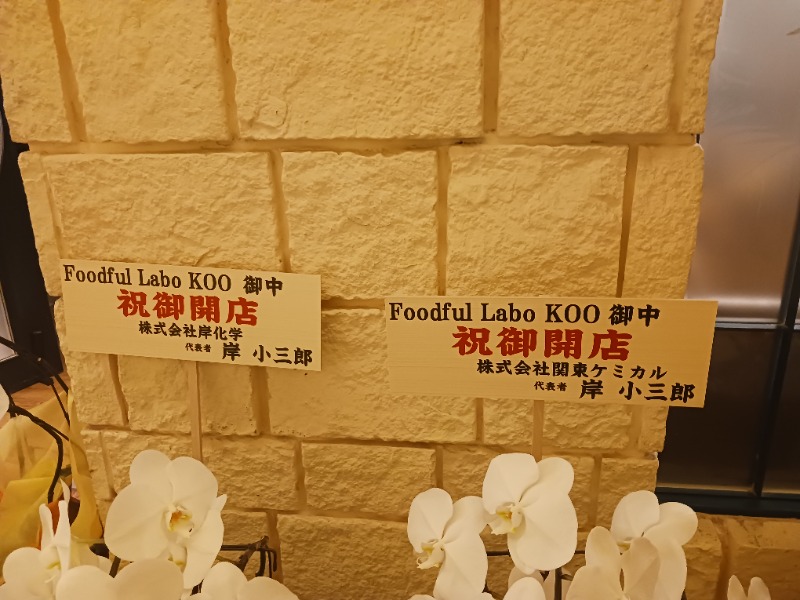 Foodful Labo KOO 御中
祝御開店
株式会社岸化学
代表者 岸 小三郎
Foodful Labo KOO 御中
祝御開店
株式会社関東ケミカル
代表者 岸 小三郎